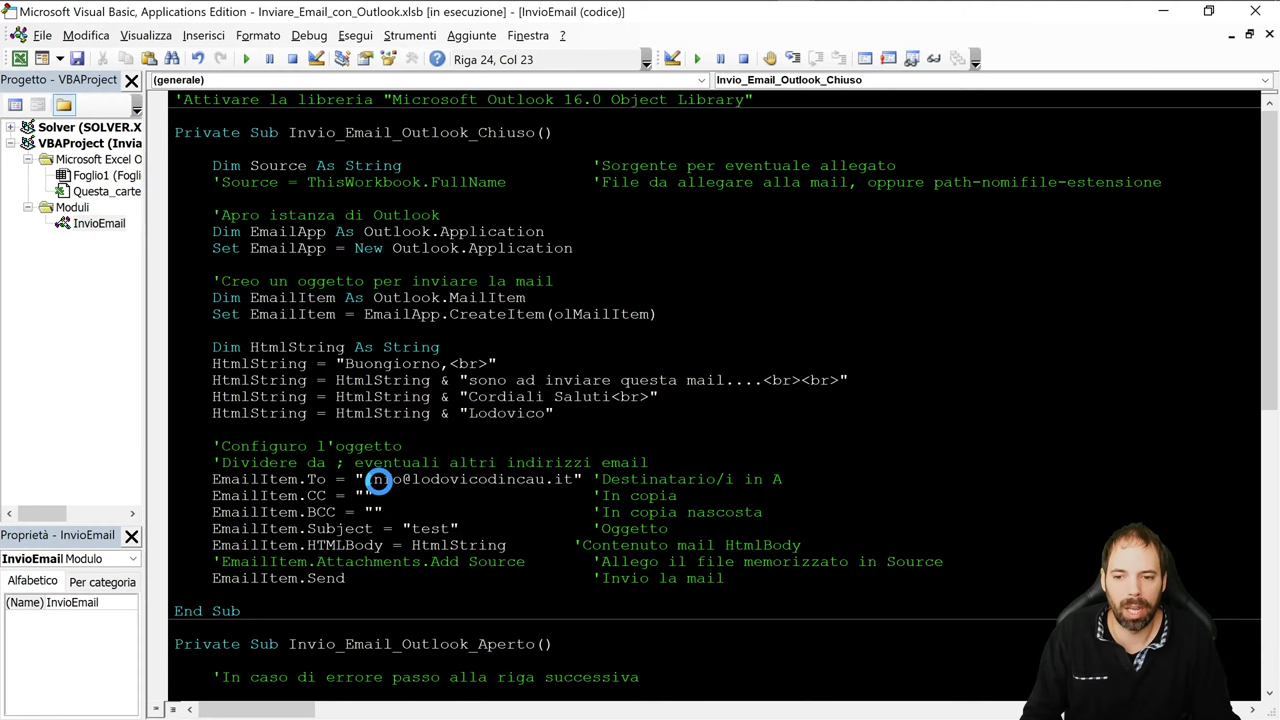 Microsoft Visual Basic, Applications Edition - Inviare_Email_con_Outlook.xlsb [in esecuzione] - [InvioEmail (codice)]
File Modifica Visualizza Inserisci Formato Debug Esegui Strumenti Aggiunte Finestra ?
Riga 24, Col 23
Progetto - VBAProject
(generale) Invio_Email_Outlook_Chiuso
Solver (SOLVER.X
VBAProject (Invia
Microsoft Excel O
Foglio1 (Fogli
Questa_carte
Moduli
InvioEmail
Proprietà - InvioEmail
InvioEmail Modulo
Alfabetico Per categoria
(Name) InvioEmail
'Attivare la libreria "Microsoft Outlook 16.0 Object Library"
Private Sub Invio_Email_Outlook_Chiuso()
Dim Source As String 'Sorgente per eventuale allegato
'Source = ThisWorkbook.FullName 'File da allegare alla mail, oppure path-nomifile-estensione
'Apro istanza di Outlook
Dim EmailApp As Outlook.Application
Set EmailApp = New Outlook.Application
'Creo un oggetto per inviare la mail
Dim EmailItem As Outlook.MailItem
Set EmailItem = EmailApp.CreateItem(olMailItem)
Dim HtmlString As String
HtmlString = "Buongiorno,<br>"
HtmlString = HtmlString & "sono ad inviare questa mail....<br><br>"
HtmlString = HtmlString & "Cordiali Saluti<br>"
HtmlString = HtmlString & "Lodovico"
'Configuro l'oggetto
'Dividere da ; eventuali altri indirizzi email
EmailItem.To = "info@lodovicodincau.it" 'Destinatario/i in A
EmailItem.CC = "" 'In copia
EmailItem.BCC = "" 'In copia nascosta
EmailItem.Subject = "test" 'Oggetto
EmailItem.HTMLBody = HtmlString 'Contenuto mail HtmlBody
'EmailItem.Attachments.Add Source 'Allego il file memorizzato in Source
EmailItem.Send 'Invio la mail
End Sub
Private Sub Invio_Email_Outlook_Aperto()
'In caso di errore passo alla riga successiva